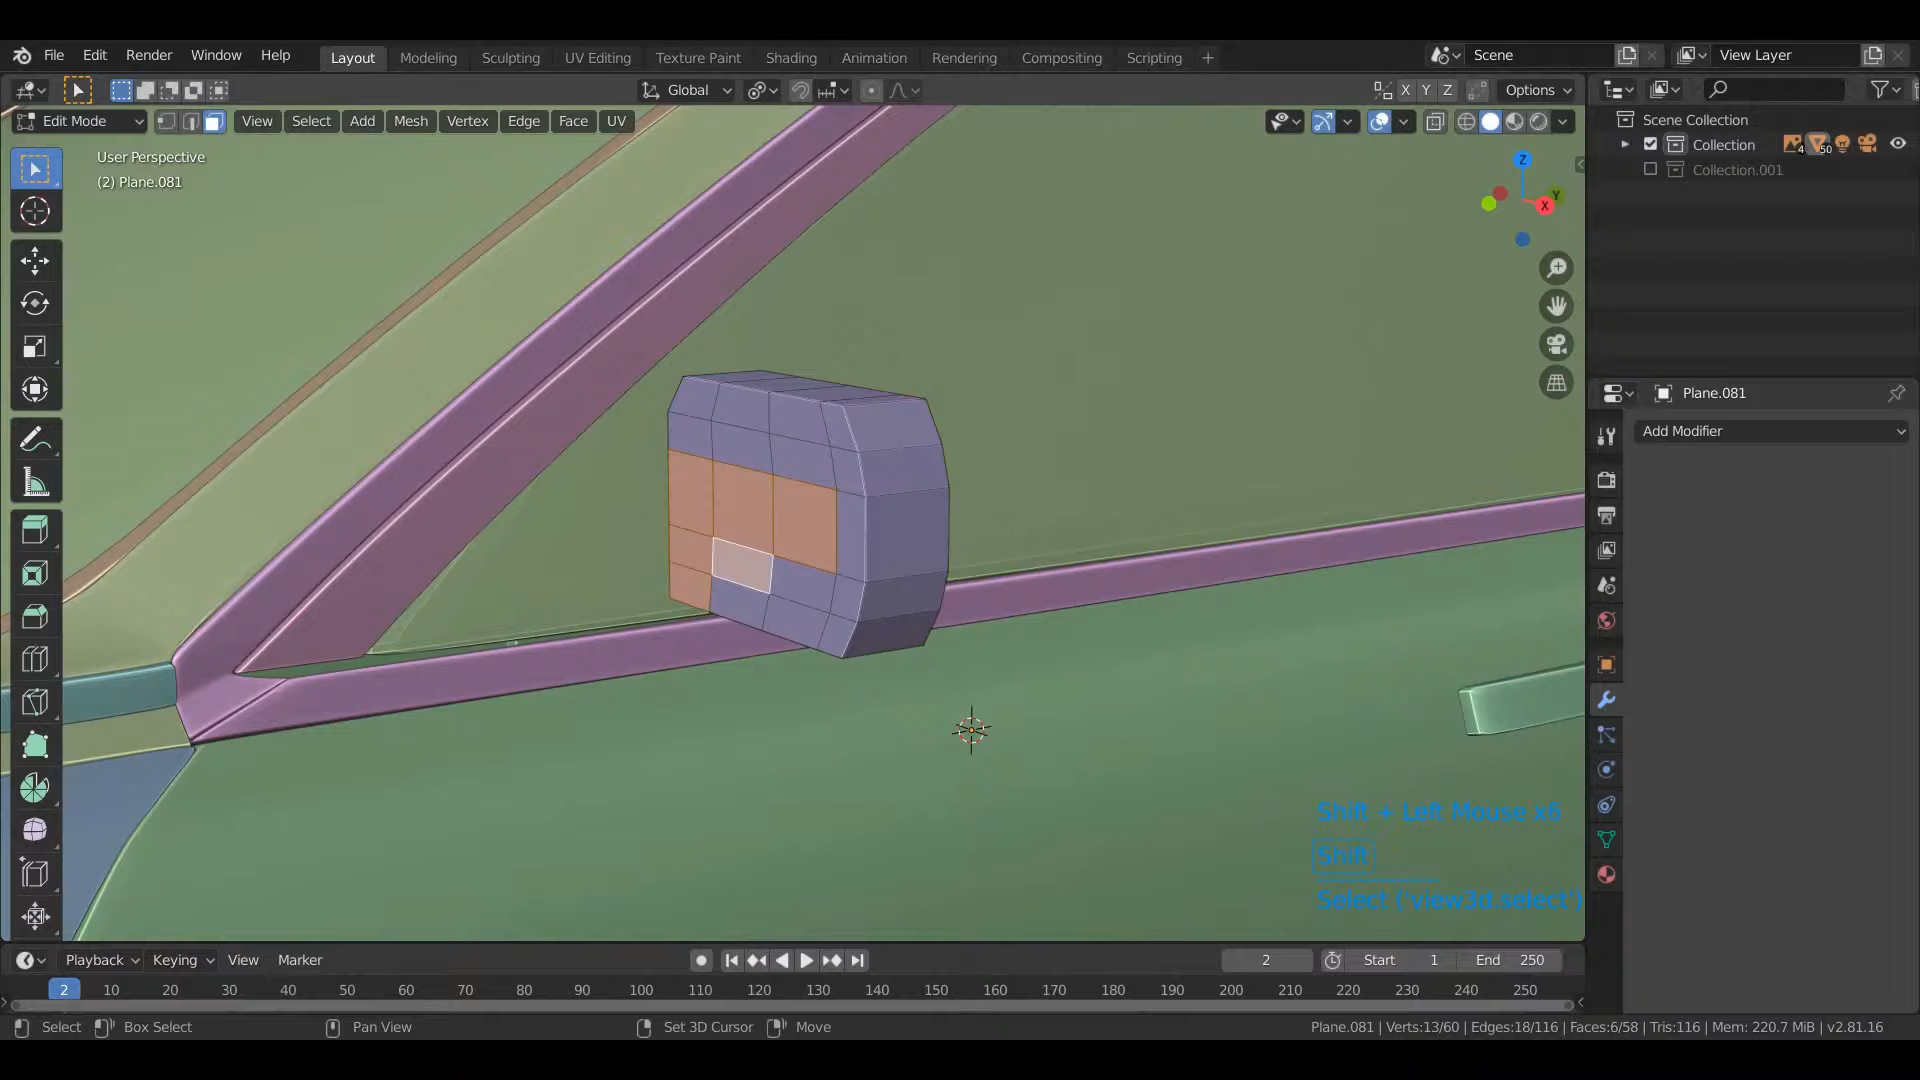 File Edit Render Window Help Layout Modeling Sculpting UV Editing Texture Paint Shading Animation Rendering Compositing Scripting + Scene View Layer
Global X Y Z Options
Edit Mode View Select Add Mesh Vertex Edge Face UV
Scene Collection
User Perspective
(2) Plane.081
Collection 4 50
Collection.001
Z
Y
X
Plane.081
Add Modifier
Shift + Left Mouse x6
Shift
Select ('view3d.select')
Playback Keying View Marker 2 Start 1 End 250
2 10 20 30 40 50 60 70 80 90 100 110 120 130 140 150 160 170 180 190 200 210 220 230 240 250
Select Box Select Pan View Set 3D Cursor Move Plane.081 | Verts:13/60 | Edges:18/116 | Faces:6/58 | Tris:116 | Mem: 220.7 MiB | v2.81.16